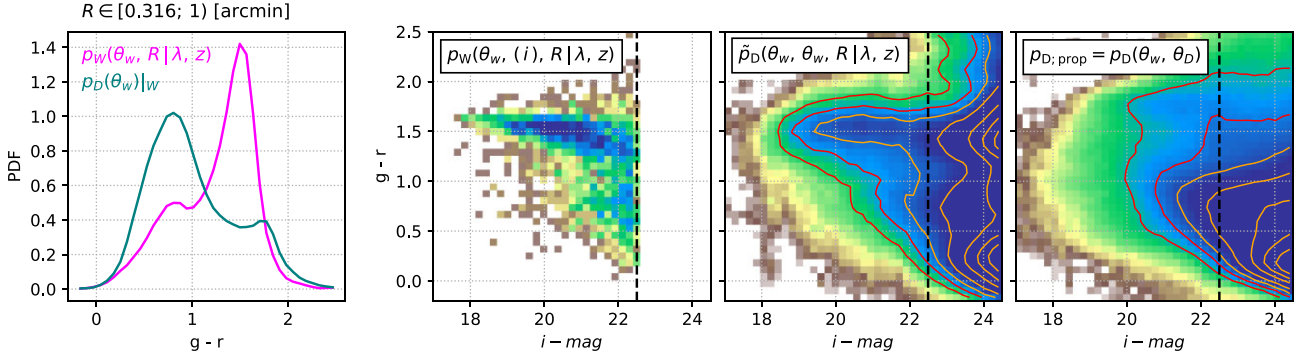 R ∈ [0.316; 1) [arcmin]
p_W(θ_w, R | λ, z)
p_D(θ_w)|_W
PDF
1.4
1.2
1.0
0.8
0.6
0.4
0.2
0.0
0 1 2
g - r
p_W(θ_w, (i), R | λ, z)
g - r
2.5
2.0
1.5
1.0
0.5
0.0
18 20 22 24
i − mag
p̃_D(θ_w, θ_w, R | λ, z)
18 20 22 24
i − mag
p_{D; prop} = p_D(θ_w, θ_D)
18 20 22 24
i − mag